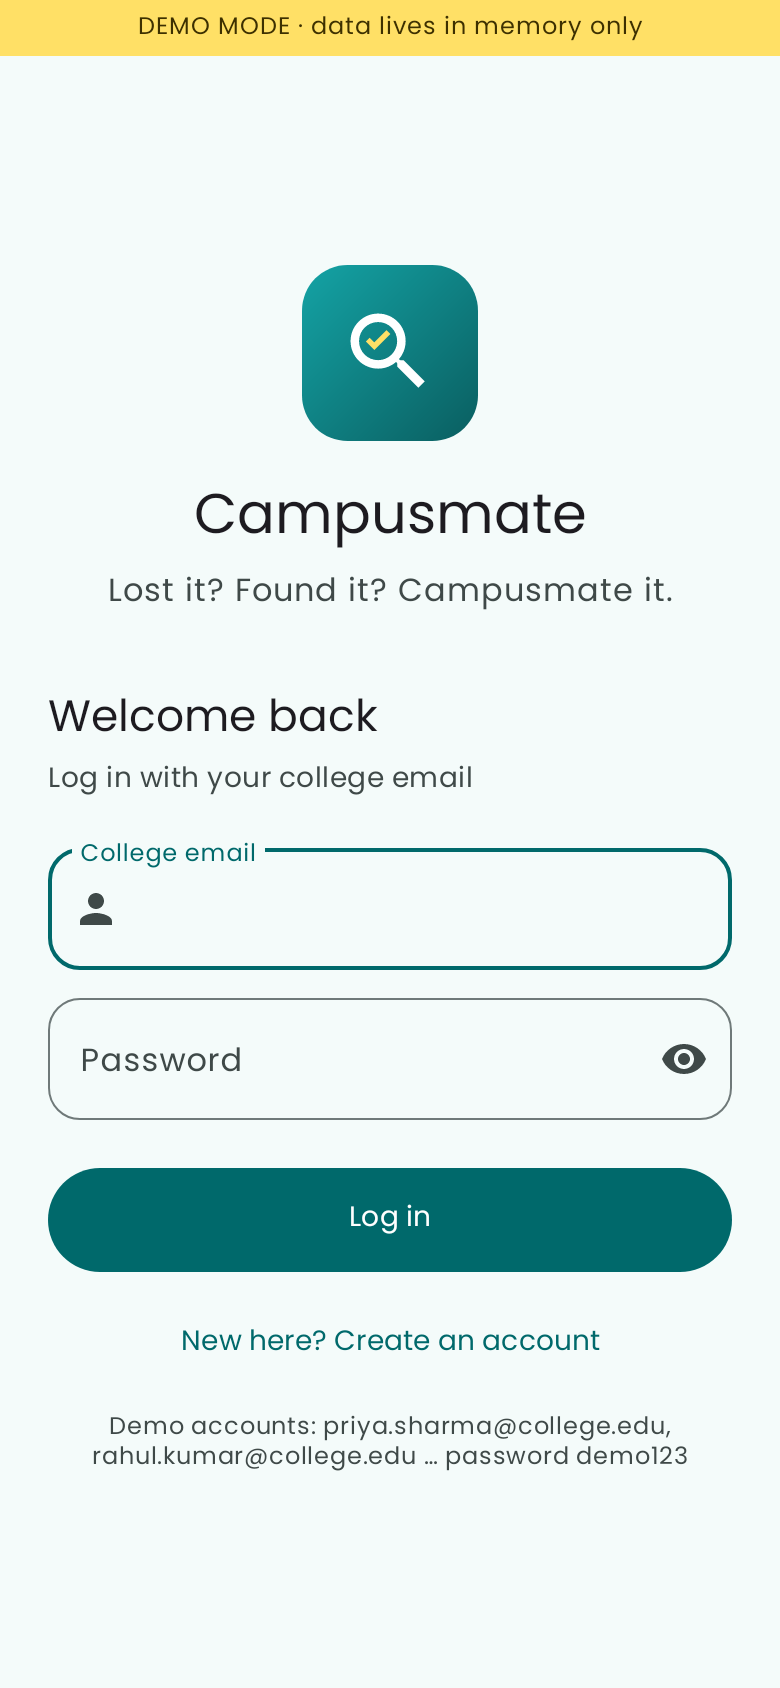 DEMO MODE · data lives in memory only
Campusmate
Lost it? Found it? Campusmate it.
Welcome back
Log in with your college email
College email
Password
Log in
New here? Create an account
Demo accounts: priya.sharma@college.edu,
rahul.kumar@college.edu … password demo123